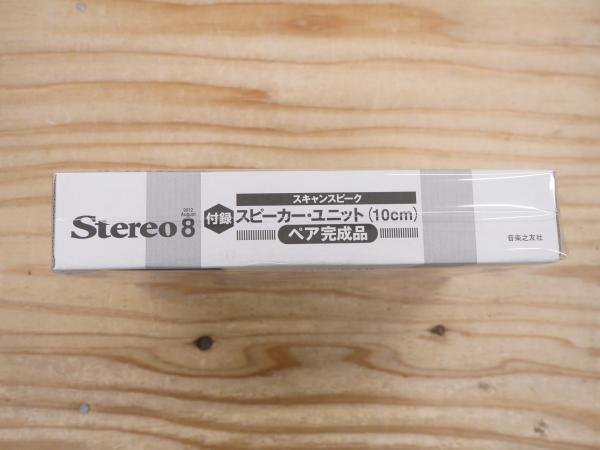 Stereo 8
2012
August
付録
スキャンスピーク
スピーカー・ユニット(10cm)
ペア完成品
音楽之友社